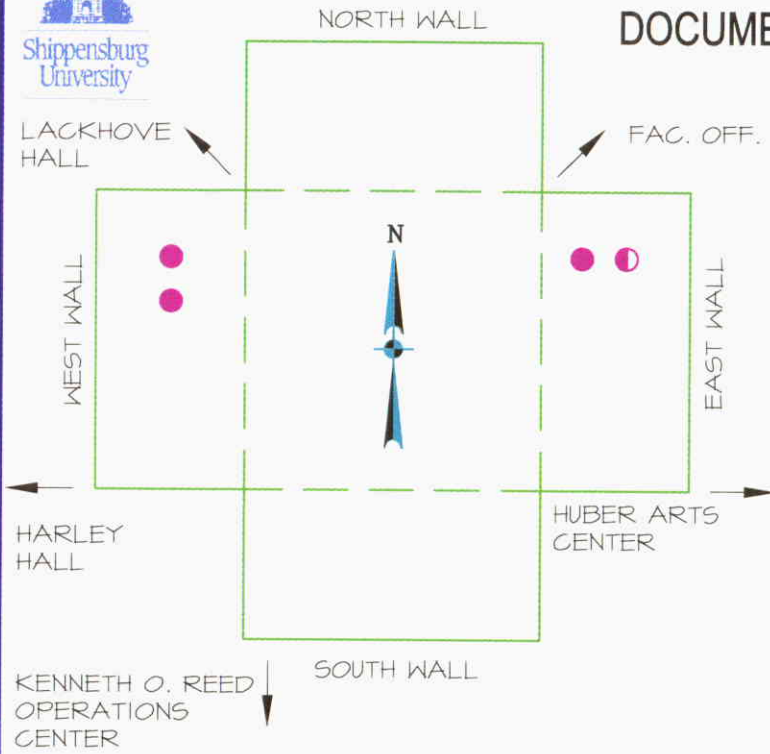 NORTH WALL
DOCUME
Shippensburg
University
LACKHOVE
HALL
FAC. OFF.
N
WEST WALL
EAST WALL
HARLEY
HALL
HUBER ARTS
CENTER
SOUTH WALL
KENNETH O. REED
OPERATIONS
CENTER